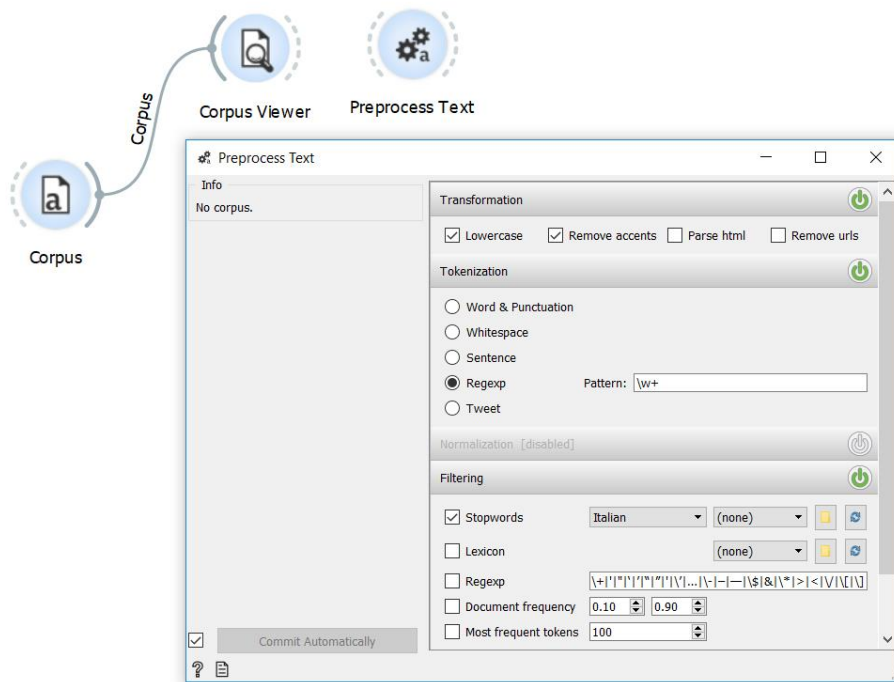 Corpus Viewer
Preprocess Text
Corpus
a
a
Corpus
Preprocess Text
Info
No corpus.
Transformation
Lowercase Remove accents Parse html Remove urls
Tokenization
Word & Punctuation
Whitespace
Sentence
Regexp Pattern: \w+
Tweet
Normalization [disabled]
Filtering
Stopwords Italian (none)
Lexicon (none)
Regexp
Document frequency 0.10 0.90
Most frequent tokens 100
Commit Automatically
?